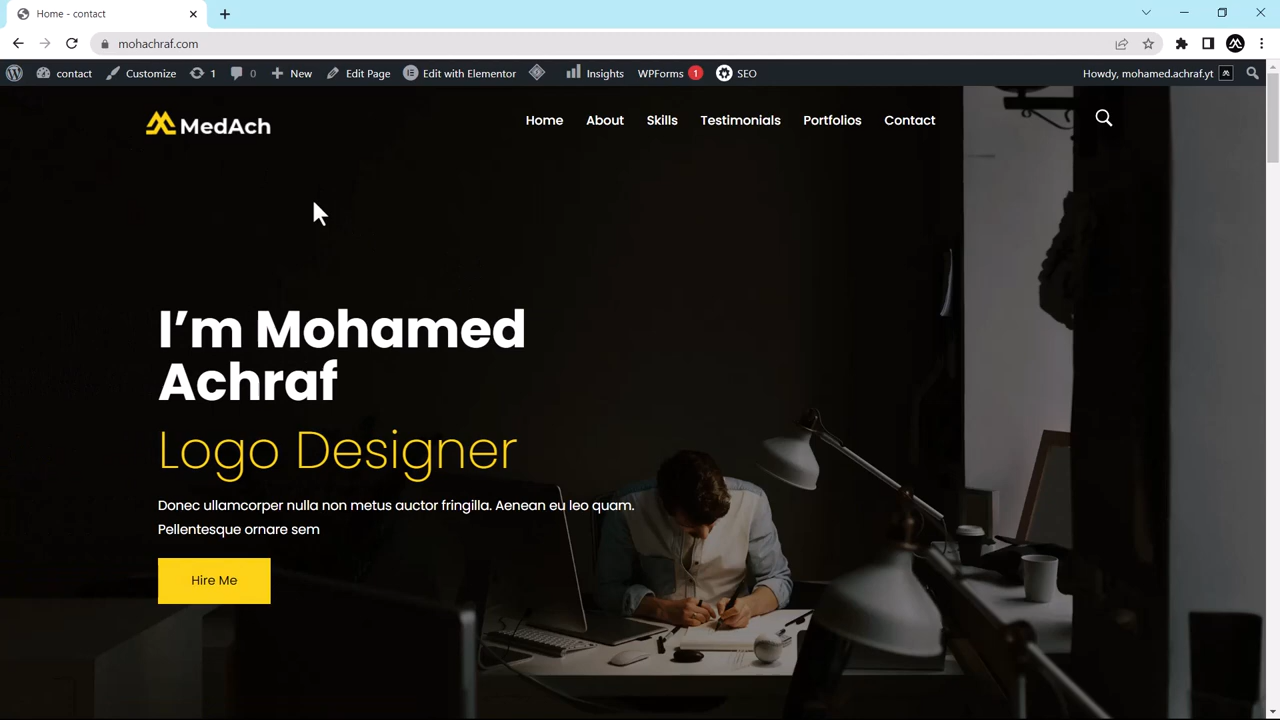 Home - contact
mohachraf.com
contact Customize 1 0 New Edit Page Edit with Elementor Insights WPForms 1 SEO Howdy, mohamed.achraf.yt
MedAch Home About Skills Testimonials Portfolios Contact
I'm Mohamed
Achraf
Logo Designer
Donec ullamcorper nulla non metus auctor fringilla. Aenean eu leo quam.
Pellentesque ornare sem
Hire Me